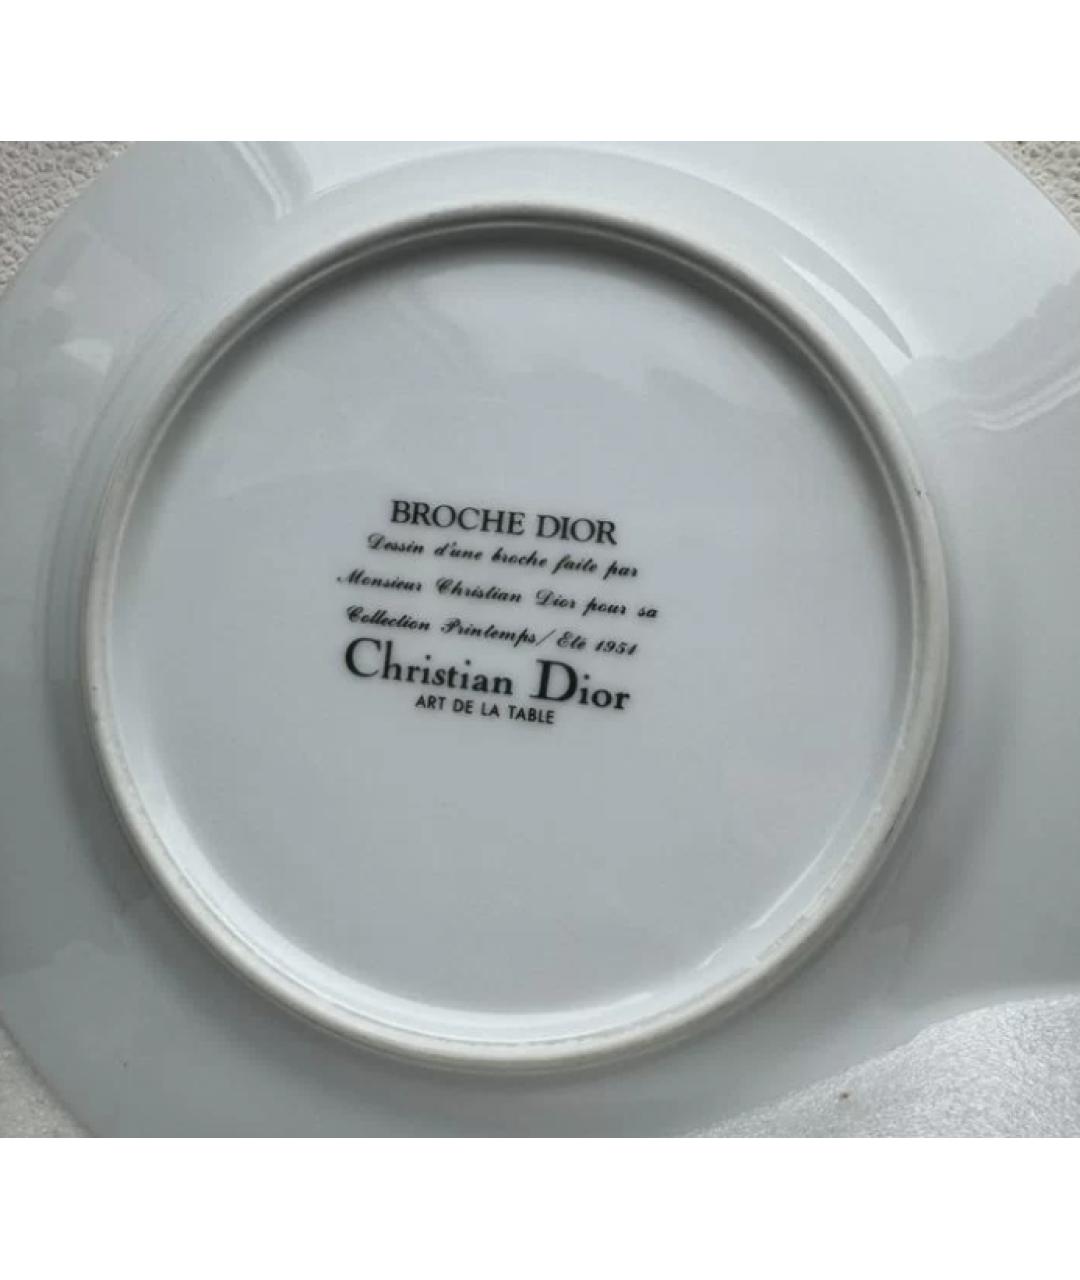 BROCHE DIOR
Dessin d'une broche faite par
Monsieur Christian Dior pour sa
Collection Printemps/Eté 1951
Christian Dior
ART DE LA TABLE